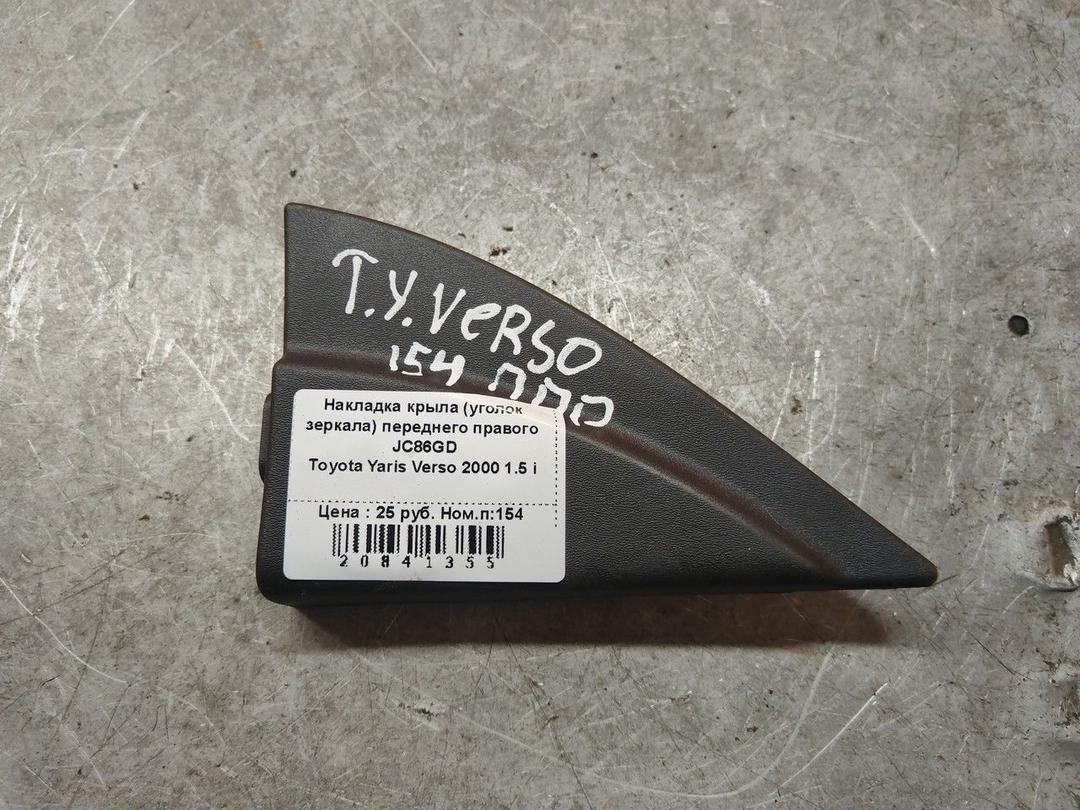 T.Y. VERSO
154 ППП
Накладка крыла (уголок
зеркала) переднего правого
JC86GD
Toyota Yaris Verso 2000 1.5 i
Цена : 25 руб. Ном.п:154
20841355